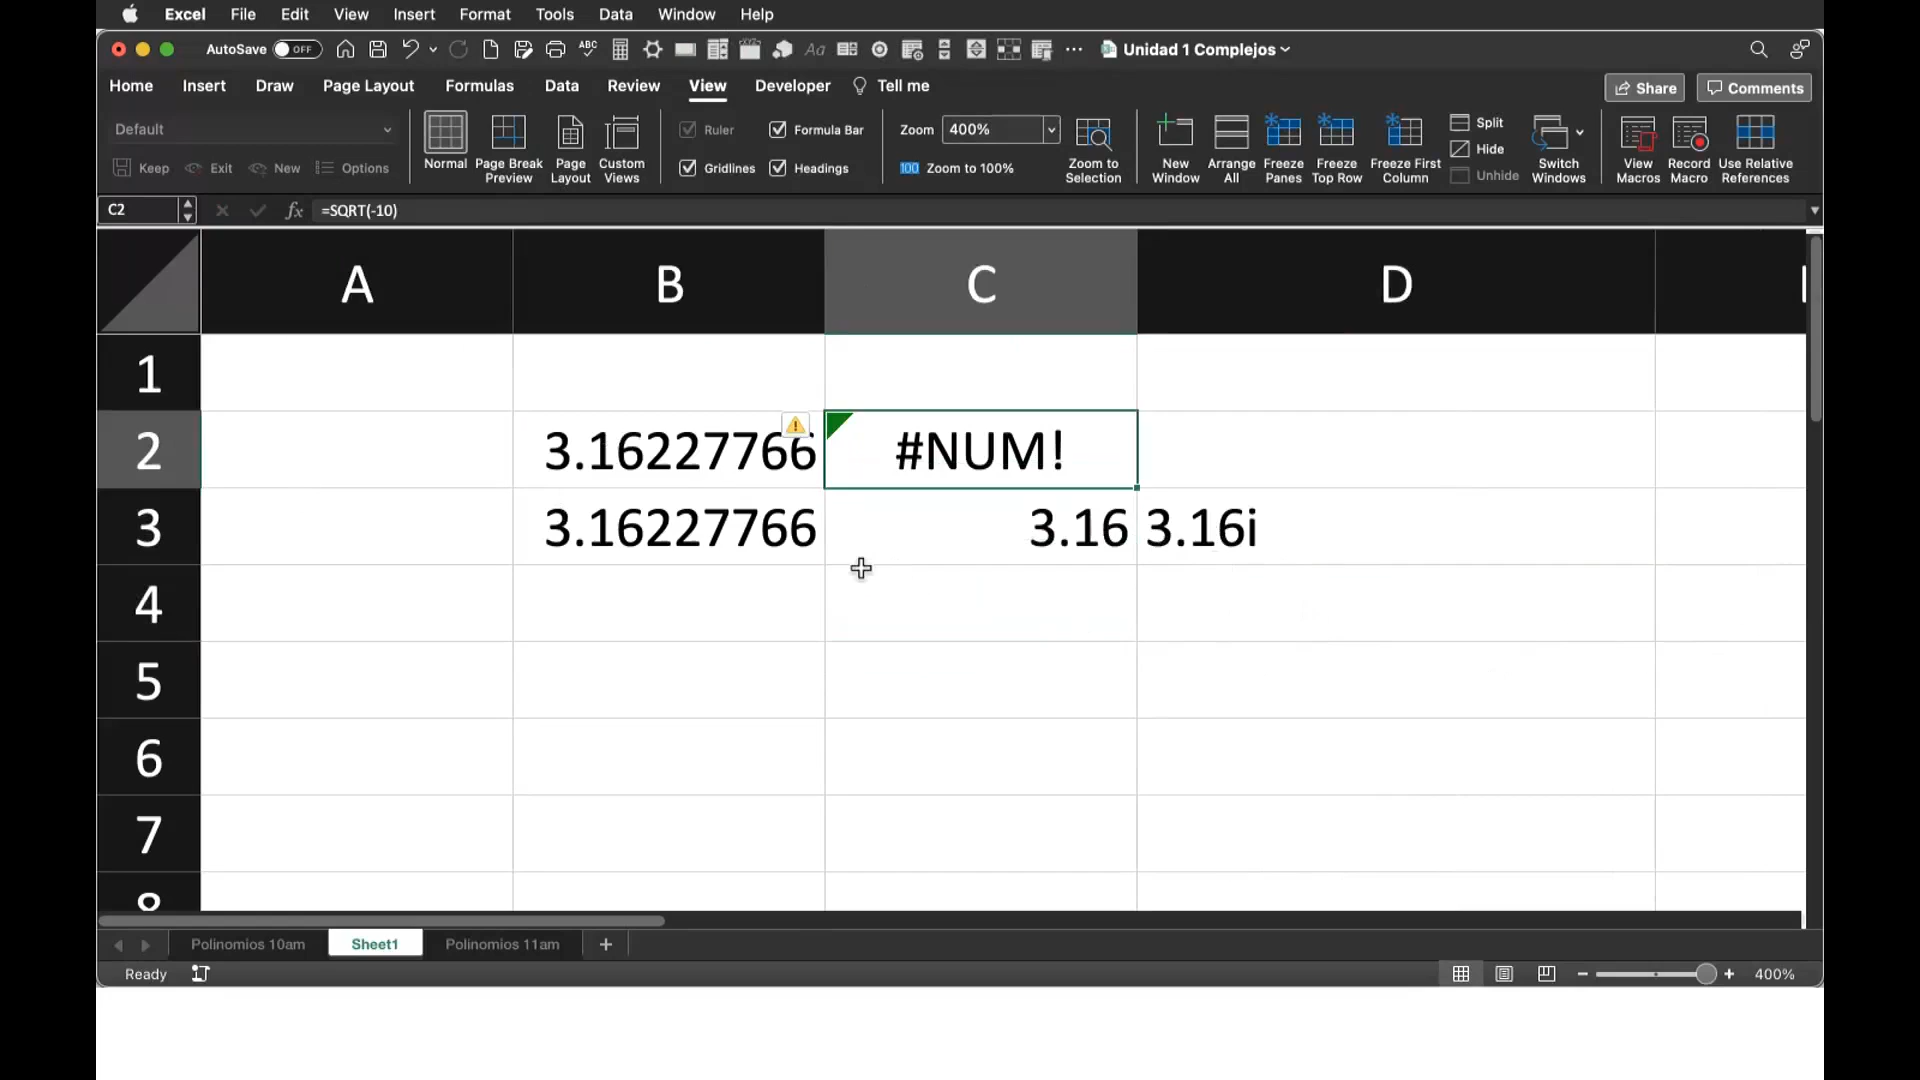 Excel File Edit View Insert Format Tools Data Window Help
AutoSave OFF ABC Aa ... Unidad 1 Complejos
Home Insert Draw Page Layout Formulas Data Review View Developer Tell me Share Comments
Default
Keep Exit New Options
Normal Page Break Preview Page Layout Custom Views
Ruler Formula Bar
Gridlines Headings
Zoom 400%
100 Zoom to 100%
Zoom to Selection
New Window Arrange All Freeze Panes Freeze Top Row Freeze First Column
Split
Hide
Unhide
Switch Windows
View Macros Record Macro Use Relative References
C2 fx =SQRT(-10)
A B C D
1
2 3.16227766 #NUM!
3 3.16227766 3.16 3.16i
4
5
6
7
8
Polinomios 10am Sheet1 Polinomios 11am +
Ready - + 400%